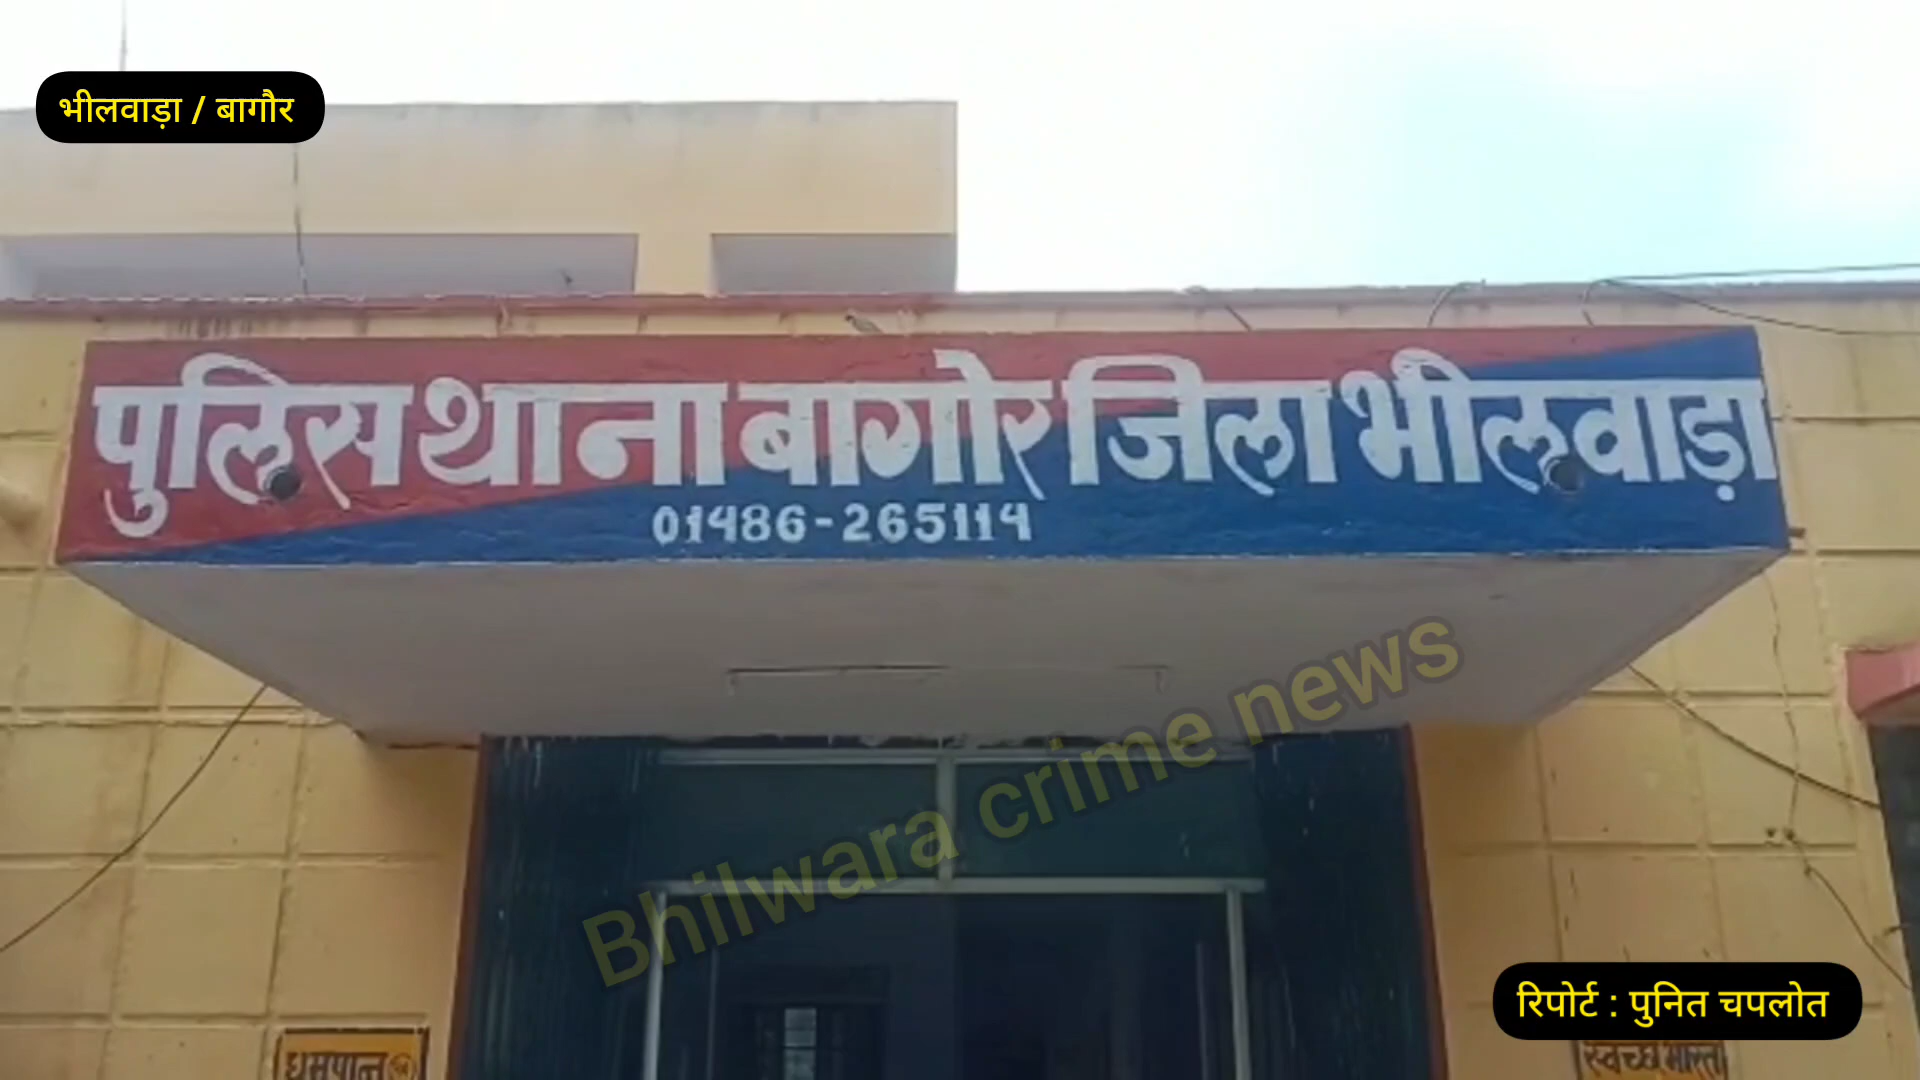 भीलवाड़ा / बागौर
पुलिस थाना बागोर जिला भीलवाड़ा
01486-265114
Bhilwara crime news
रिपोर्ट : पुनित चपलोत
धूम्रपान
स्वच्छ भारत